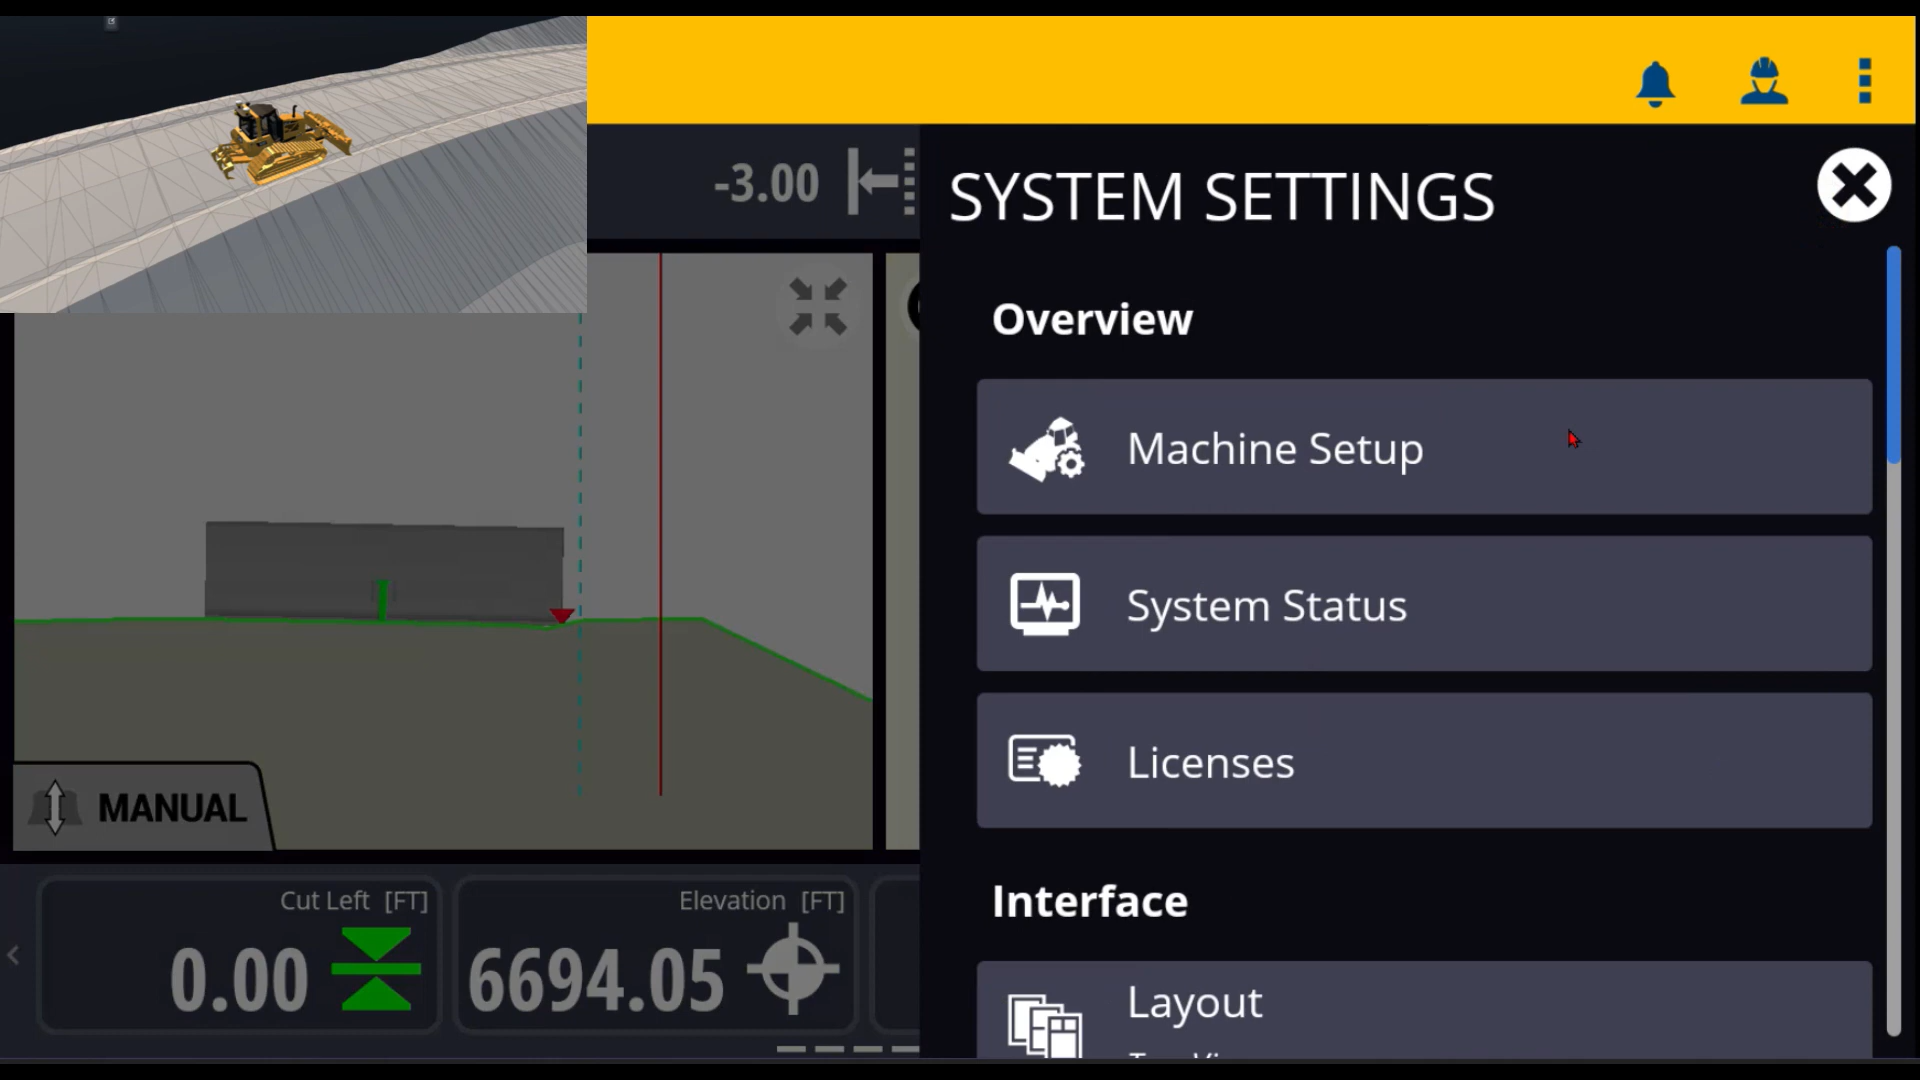 -3.00
SYSTEM SETTINGS
Overview
Machine Setup
System Status
Licenses
Interface
Layout
MANUAL
Cut Left [FT]
0.00
Elevation [FT]
6694.05